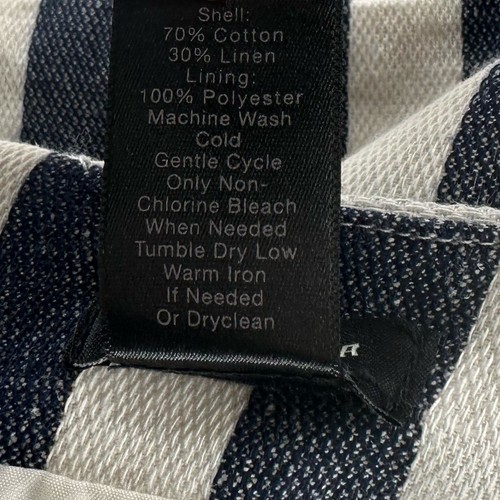 Shell:
70% Cotton
30% Linen
Lining:
100% Polyester
Machine Wash
Cold
Gentle Cycle
Only Non-
Chlorine Bleach
When Needed
Tumble Dry Low
Warm Iron
If Needed
Or Dryclean